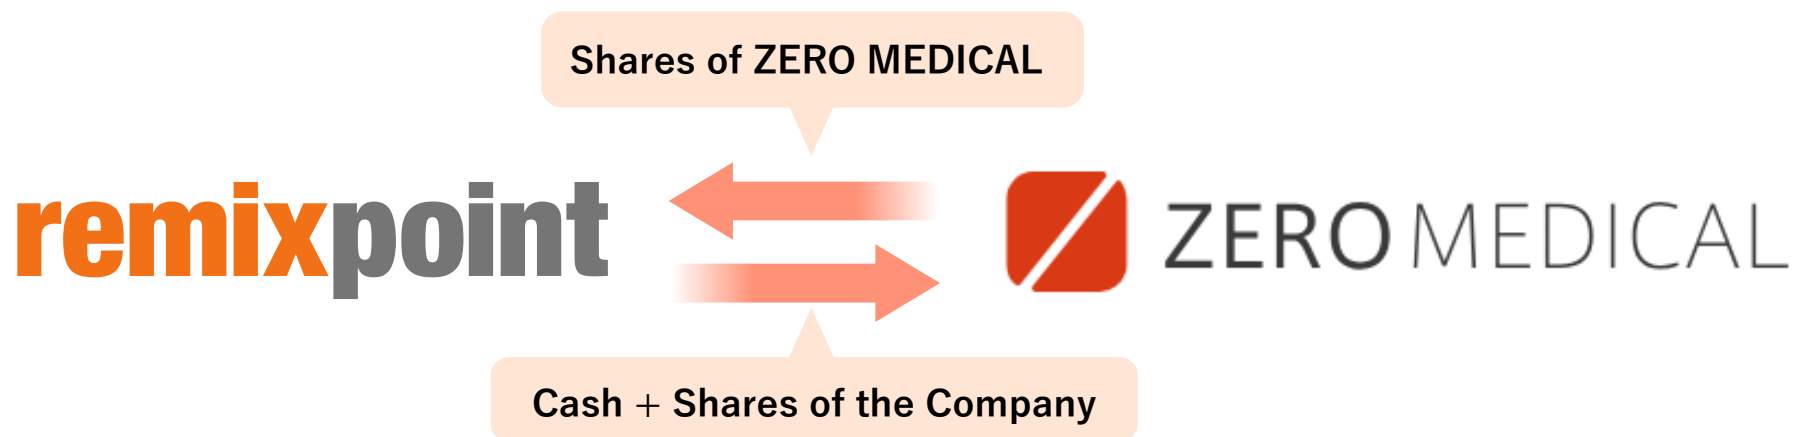 Shares of ZERO MEDICAL
remixpoint
ZERO MEDICAL
Cash + Shares of the Company